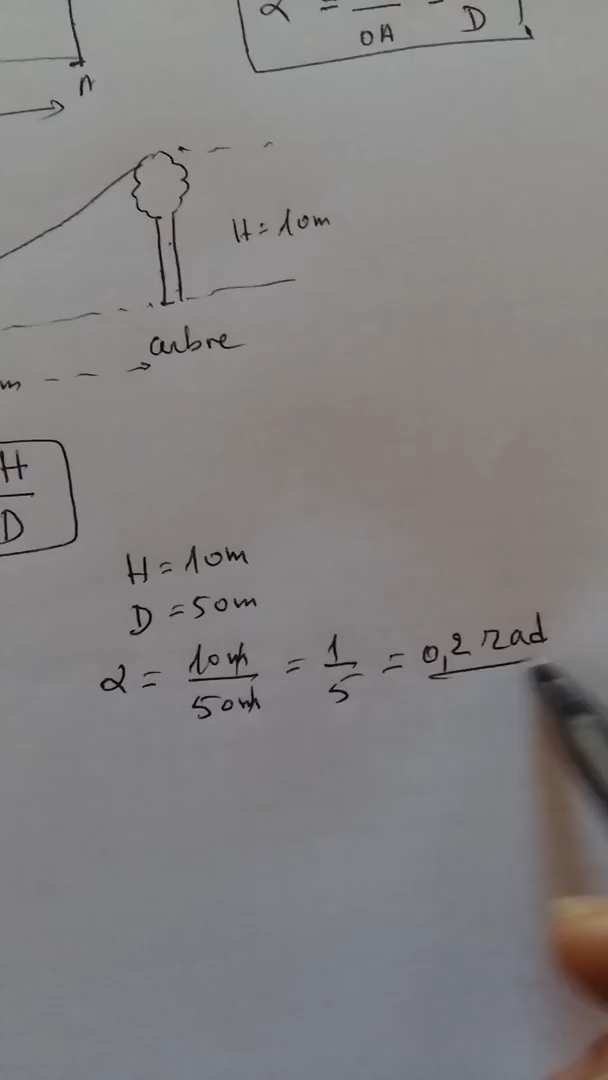 α = / OA = / D
A
H = 10m
arbre
m
H / D
H = 10m
D = 50m
α = 10m / 50m = 1 / 5 = 0,2 rad